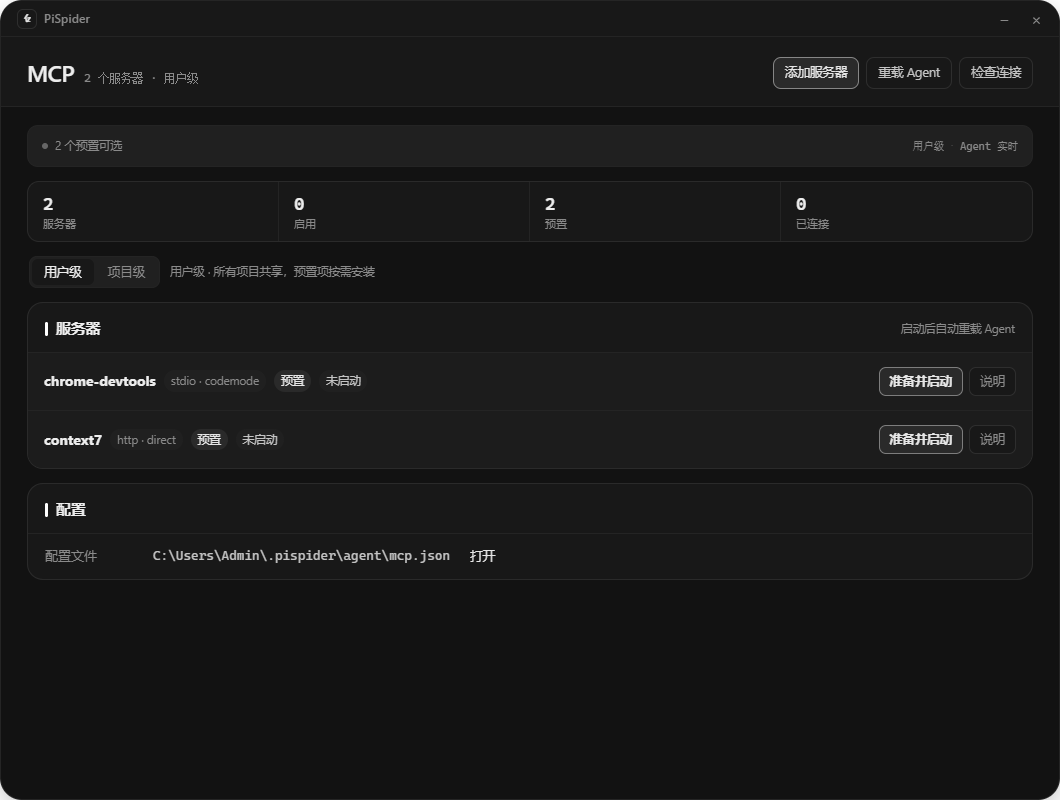 PiSpider
MCP 2 个服务器 · 用户级
添加服务器 重载 Agent 检查连接
2 个预置可选 用户级 · Agent 实时
2 0 2 0
服务器 启用 预置 已连接
用户级 项目级 用户级 · 所有项目共享，预置项按需安装
服务器 启动后自动重载 Agent
chrome-devtools stdio · codemode 预置 未启动 准备并启动 说明
context7 http · direct 预置 未启动 准备并启动 说明
配置
配置文件 C:\Users\Admin\.pispider\agent\mcp.json 打开